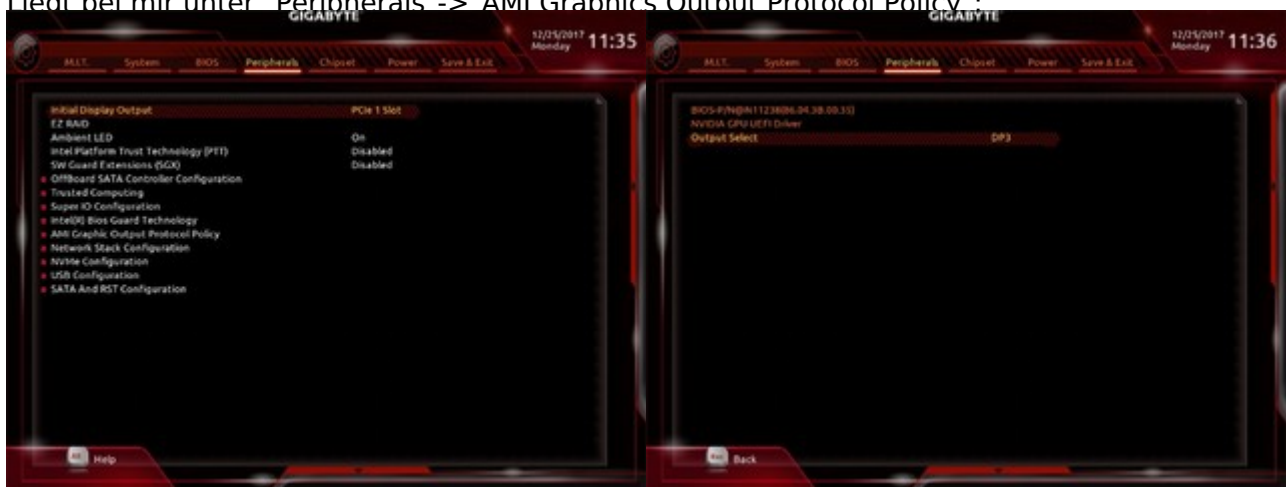 liegt bei mir unter "Peripherals -> AMI Graphics Output Protocol Policy":
GIGABYTE
12/25/2017
Monday
11:35
M.I.T.
System
BIOS
Peripherals
Chipset
Power
Save & Exit
Initial Display Output PCIe 1 Slot
EZ RAID
Ambient LED On
Intel Platform Trust Technology (PTT) Disabled
SW Guard Extensions (SGX) Disabled
OffBoard SATA Controller Configuration
Trusted Computing
Super IO Configuration
Intel(R) Bios Guard Technology
AMI Graphic Output Protocol Policy
Network Stack Configuration
NVMe Configuration
USB Configuration
SATA And RST Configuration
Alt Help
GIGABYTE
12/25/2017
Monday
11:36
M.I.T.
System
BIOS
Peripherals
Chipset
Power
Save & Exit
NVIDIA GPU UEFI Driver
Output Select DP3
Esc Back